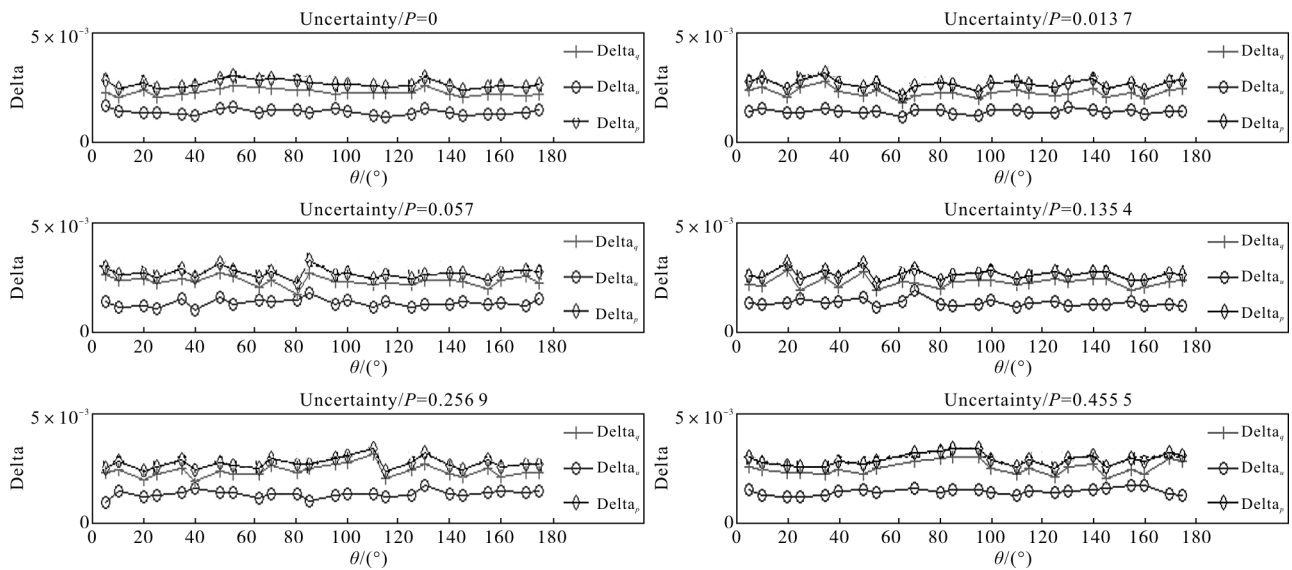 Uncertainty/P=0
5 × 10⁻³
Delta
0
Delta_q
Delta_u
Delta_p
0 20 40 60 80 100 120 140 160 180
θ/(°)
Uncertainty/P=0.013 7
5 × 10⁻³
Delta
0
Delta_q
Delta_u
Delta_p
0 20 40 60 80 100 120 140 160 180
θ/(°)
Uncertainty/P=0.057
5 × 10⁻³
Delta
0
Delta_q
Delta_u
Delta_p
0 20 40 60 80 100 120 140 160 180
θ/(°)
Uncertainty/P=0.135 4
5 × 10⁻³
Delta
0
Delta_q
Delta_u
Delta_p
0 20 40 60 80 100 120 140 160 180
θ/(°)
Uncertainty/P=0.256 9
5 × 10⁻³
Delta
0
Delta_q
Delta_u
Delta_p
0 20 40 60 80 100 120 140 160 180
θ/(°)
Uncertainty/P=0.455 5
5 × 10⁻³
Delta
0
Delta_q
Delta_u
Delta_p
0 20 40 60 80 100 120 140 160 180
θ/(°)